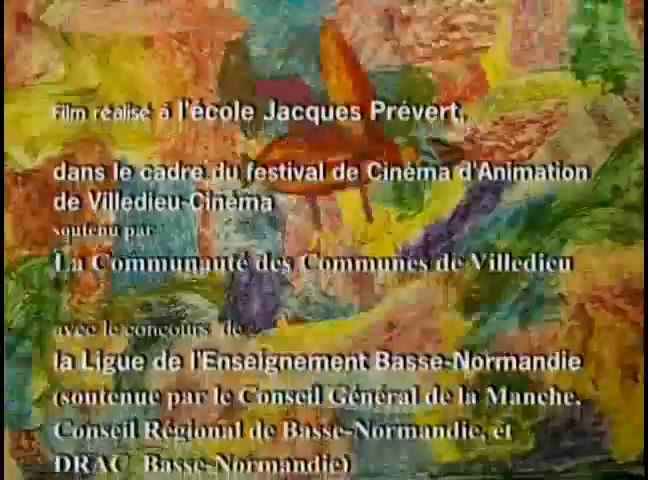 Film réalisé à l'école Jacques Prévert,
dans le cadre du festival de Cinéma d'Animation
de Villedieu-Cinéma
soutenu par
La Communauté des Communes de Villedieu
avec le concours de
la Ligue de l'Enseignement Basse-Normandie
(soutenue par le Conseil Général de la Manche,
Conseil Régional de Basse-Normandie, et
DRAC Basse-Normandie)